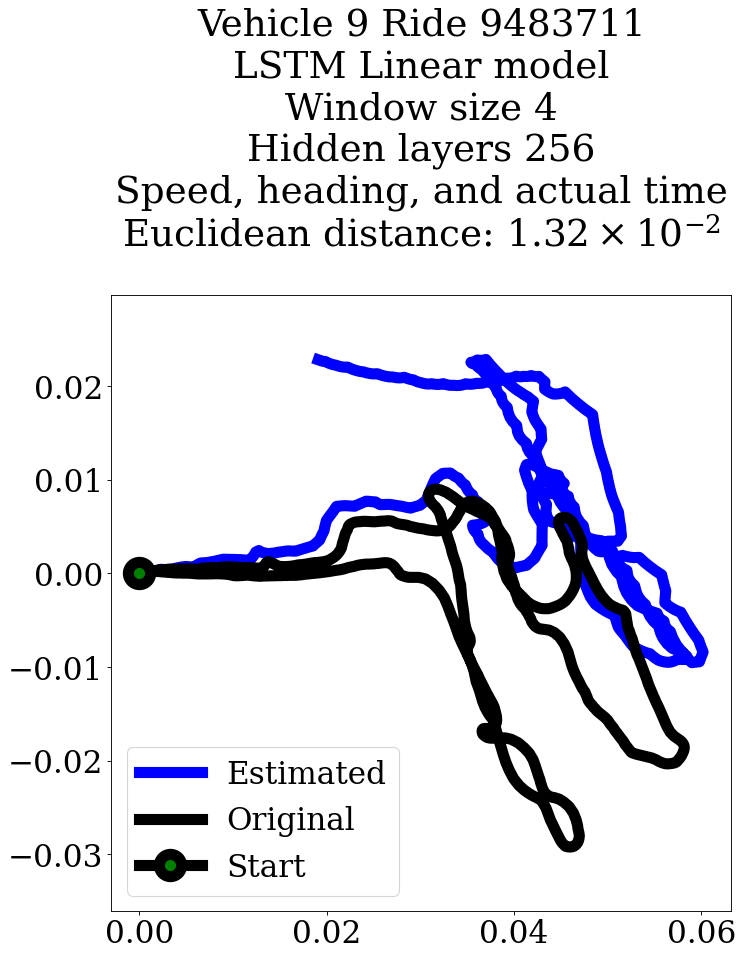 Vehicle 9 Ride 9483711
LSTM Linear model
Window size 4
Hidden layers 256
Speed, heading, and actual time
Euclidean distance: 1.32 × 10⁻²
0.02
0.01
0.00
−0.01
−0.02
−0.03
Estimated
Original
Start
0.00 0.02 0.04 0.06